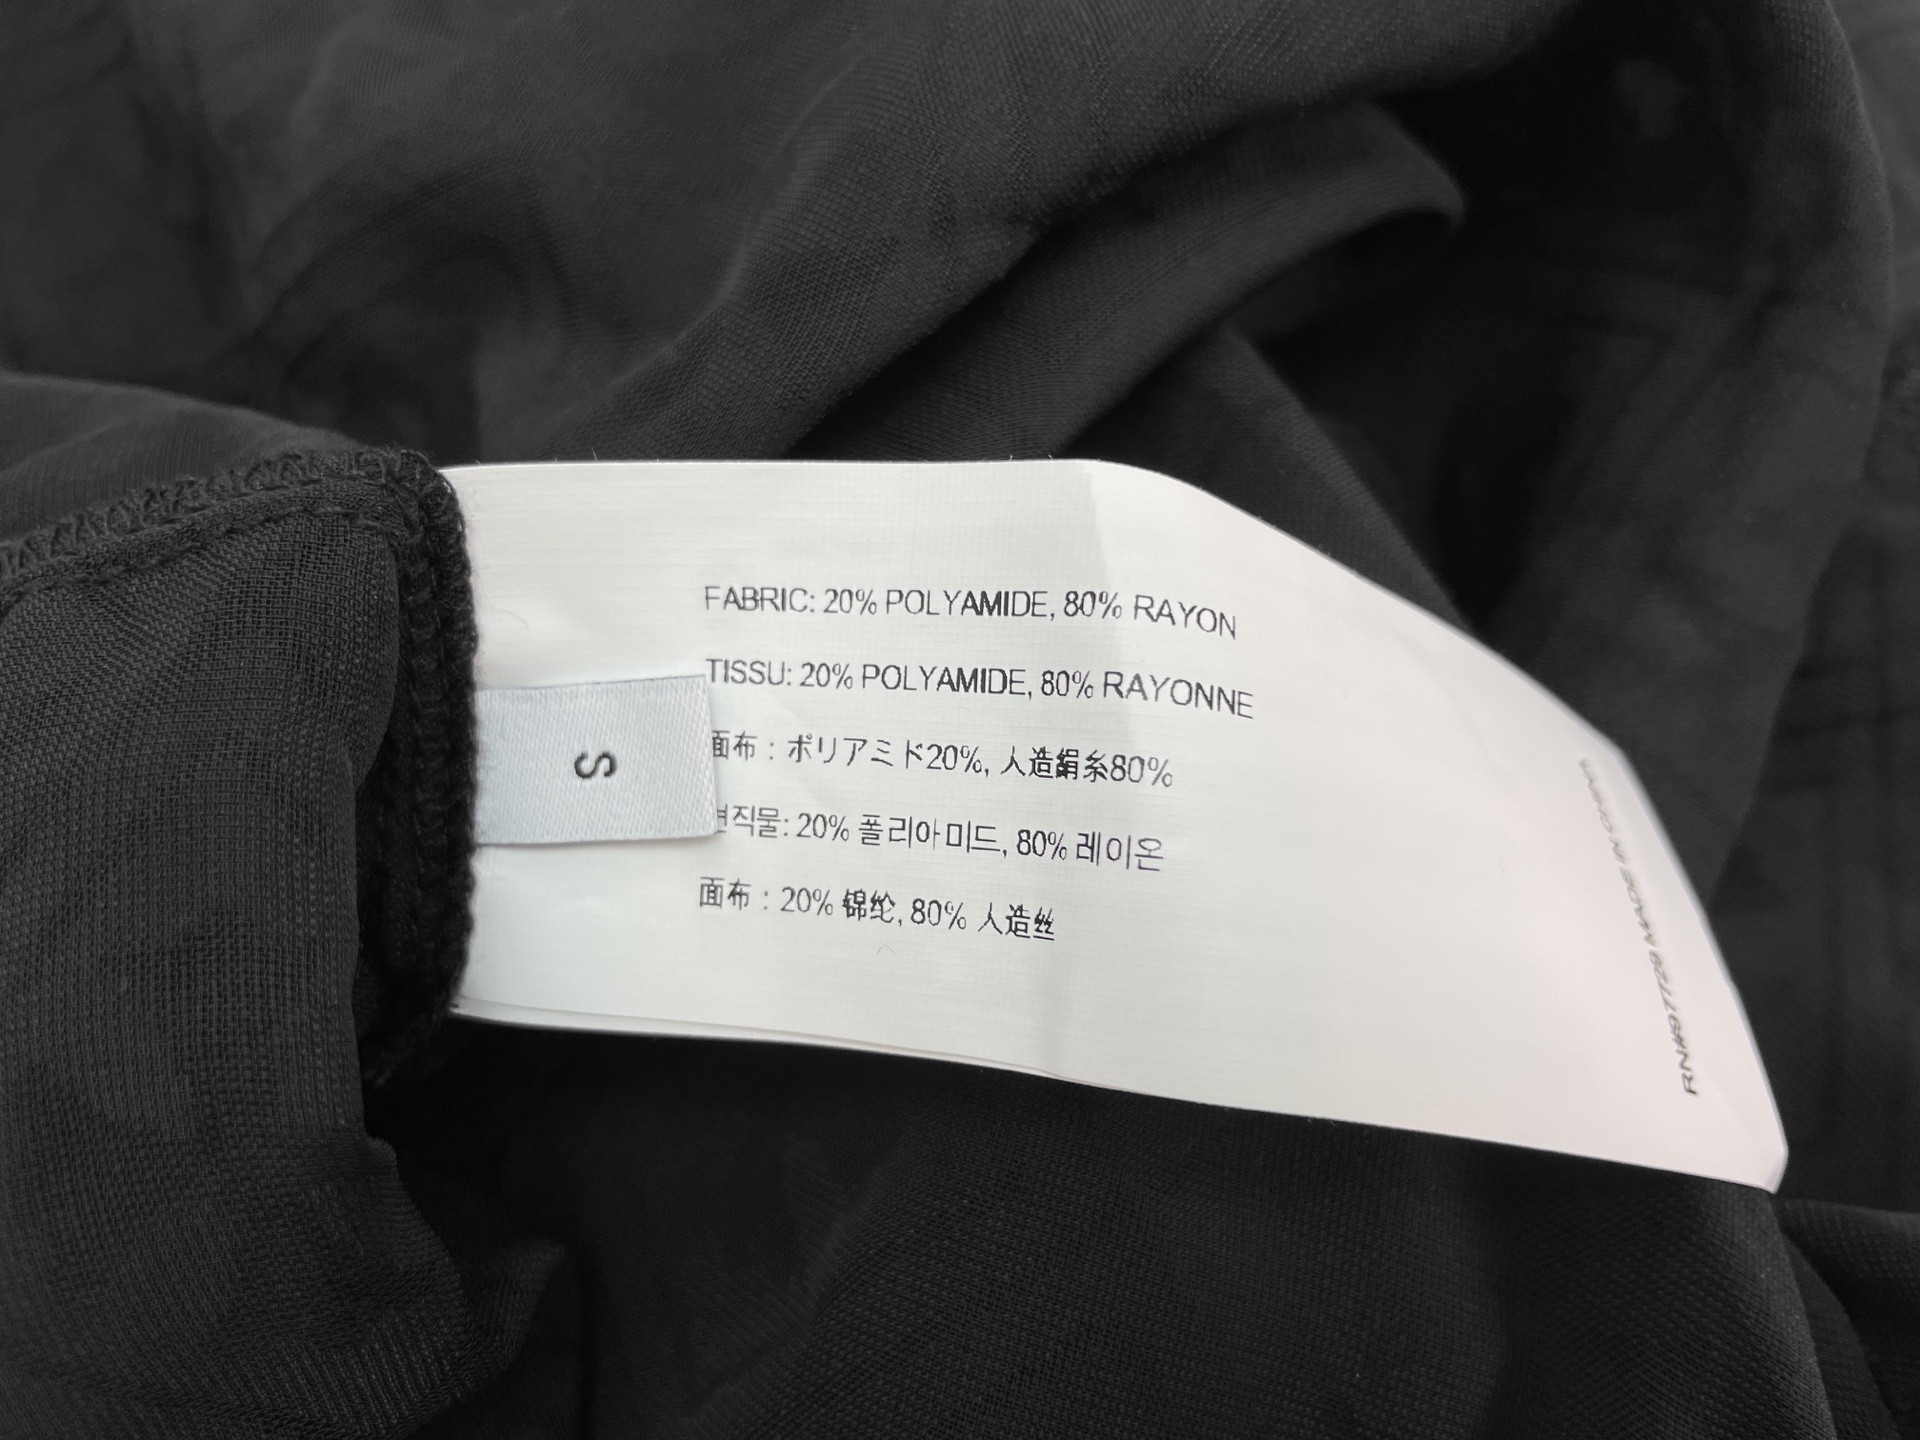 FABRIC: 20% POLYAMIDE, 80% RAYON
TISSU: 20% POLYAMIDE, 80% RAYONNE
面布：ポリアミド20%, 人造絹糸80%
직물: 20% 폴리아미드, 80% 레이온
面布：20% 锦纶, 80% 人造丝
S
RN#97729 MADE IN CHINA